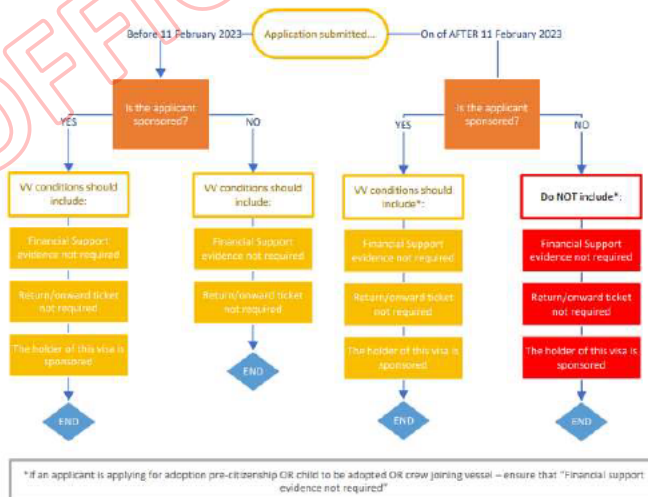 OFFIC
Before 11 February 2023
Application submitted...
On of AFTER 11 February 2023
Is the applicant
sponsored?
Is the applicant
sponsored?
YES
NO
YES
NO
VV conditions should
include:
VV conditions should
include:
VV conditions should
include*:
Do NOT include*:
Financial Support
evidence not required
Financial Support
evidence not required
Financial Support
evidence not required
Financial Support
evidence not required
Return/onward ticket
not required
Return/onward ticket
not required
Return/onward ticket
not required
Return/onward ticket
not required
The holder of this visa is
sponsored
The holder of this visa is
sponsored
The holder of this visa is
sponsored
END
END
END
END
*If an applicant is applying for adoption pre-citizenship OR child to be adopted OR crew joining vessel – ensure that "Financial support
evidence not required"